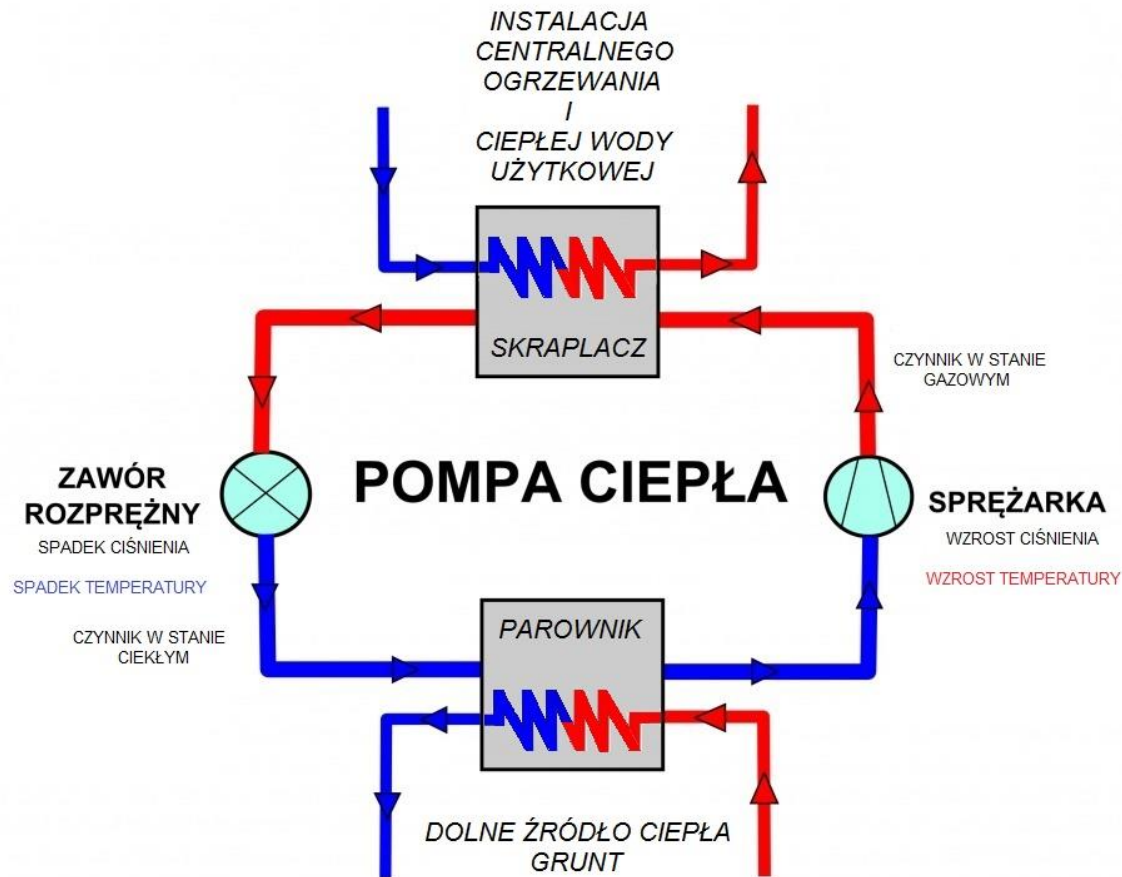 INSTALACJA
CENTRALNEGO
OGRZEWANIA
I
CIEPŁEJ WODY
UŻYTKOWEJ
SKRAPLACZ
CZYNNIK W STANIE
GAZOWYM
ZAWÓR
ROZPRĘŻNY
SPADEK CIŚNIENIA
SPADEK TEMPERATURY
CZYNNIK W STANIE
CIEKŁYM
POMPA CIEPŁA
SPRĘŻARKA
WZROST CIŚNIENIA
WZROST TEMPERATURY
PAROWNIK
DOLNE ŹRÓDŁO CIEPŁA
GRUNT